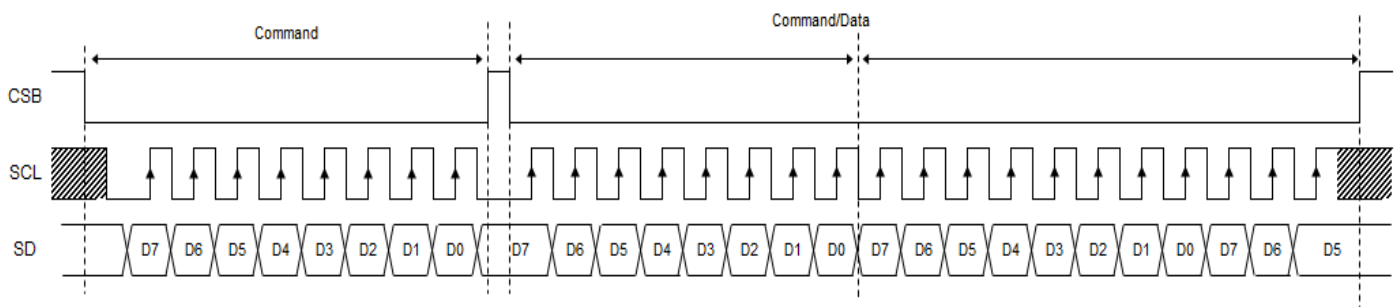 Command
Command/Data
CSB
SCL
SD
D7 D6 D5 D4 D3 D2 D1 D0 D7 D6 D5 D4 D3 D2 D1 D0 D7 D6 D5 D4 D3 D2 D1 D0 D7 D6 D5